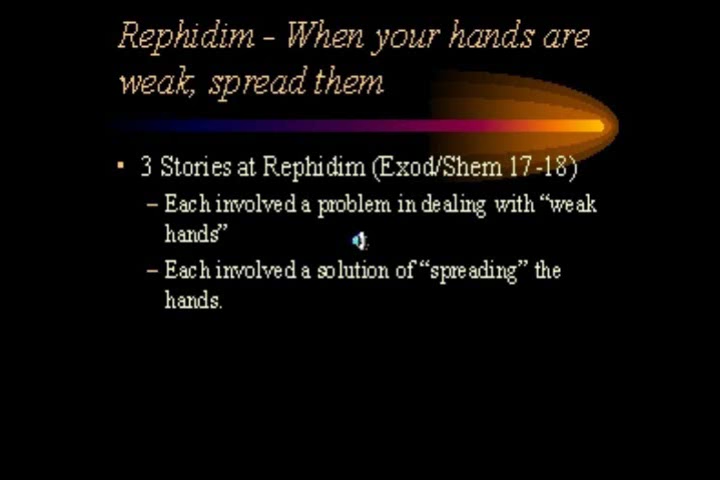 Rephidim - When your hands are
weak, spread them
▪ 3 Stories at Rephidim (Exod/Shem 17-18)
– Each involved a problem in dealing with “weak
hands”
– Each involved a solution of “spreading” the
hands.